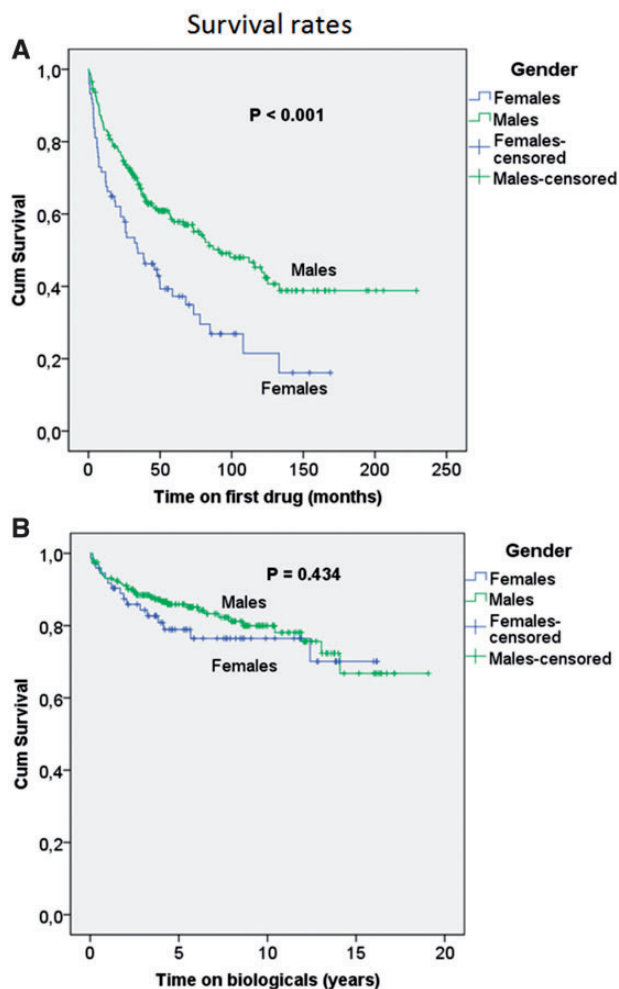 Survival rates
A
1,0
0,8
0,6
0,4
0,2
0,0
Cum Survival
P < 0.001
Males
Females
0 50 100 150 200 250
Time on first drug (months)
Gender
Females
Males
Females-
censored
Males-censored
B
1,0
0,8
0,6
0,4
0,2
0,0
Cum Survival
P = 0.434
Males
Females
0 5 10 15 20
Time on biologicals (years)
Gender
Females
Males
Females-
censored
Males-censored